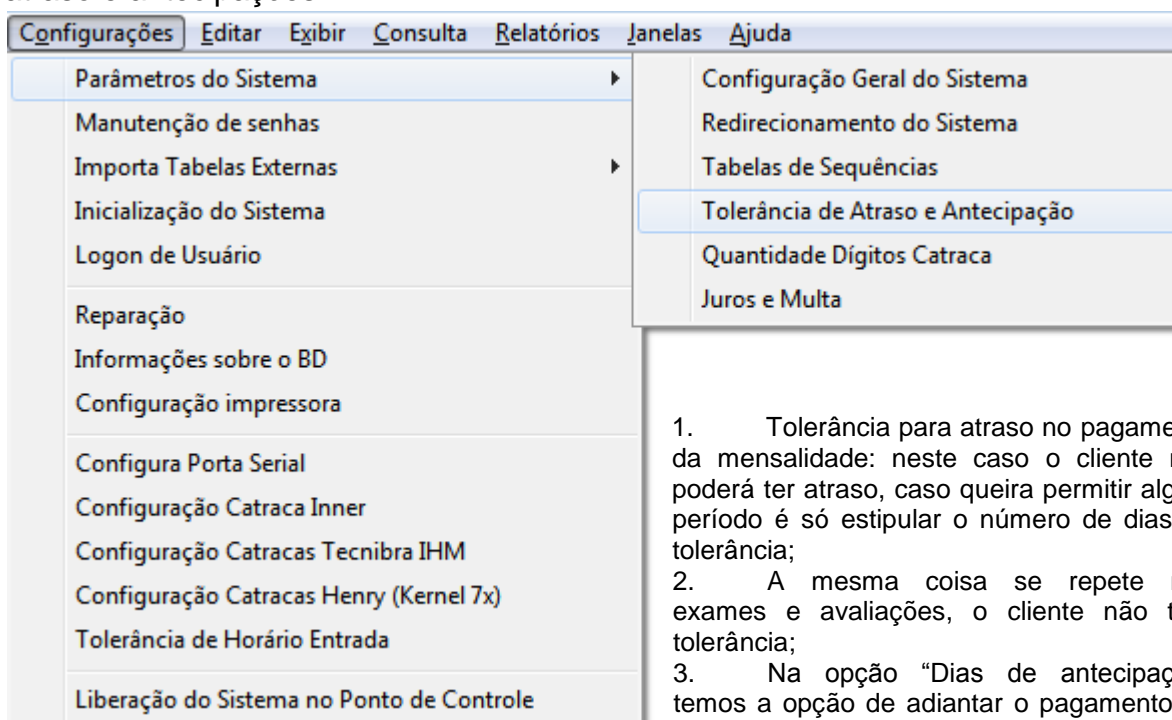 Configurações Editar Exibir Consulta Relatórios Janelas Ajuda
Parâmetros do Sistema
Manutenção de senhas
Importa Tabelas Externas
Inicialização do Sistema
Logon de Usuário
Reparação
Informações sobre o BD
Configuração impressora
Configura Porta Serial
Configuração Catraca Inner
Configuração Catracas Tecnibra IHM
Configuração Catracas Henry (Kernel 7x)
Tolerância de Horário Entrada
Liberação do Sistema no Ponto de Controle
Configuração Geral do Sistema
Redirecionamento do Sistema
Tabelas de Sequências
Tolerância de Atraso e Antecipação
Quantidade Dígitos Catraca
Juros e Multa
1. Tolerância para atraso no
da mensalidade: neste caso o cliente
poderá ter atraso, caso queira permitir
período é só estipular o número de dias
tolerância;
2. A mesma coisa se repete
exames e avaliações, o cliente não
tolerância;
3. Na opção “Dias de
temos a opção de adiantar o pagamento